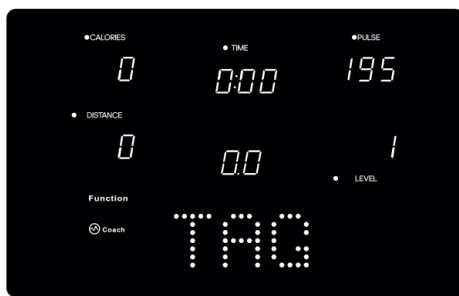 CALORIES
TIME
PULSE
0
0:00
195
DISTANCE
0
0.0
1
LEVEL
Function
Coach
TAG